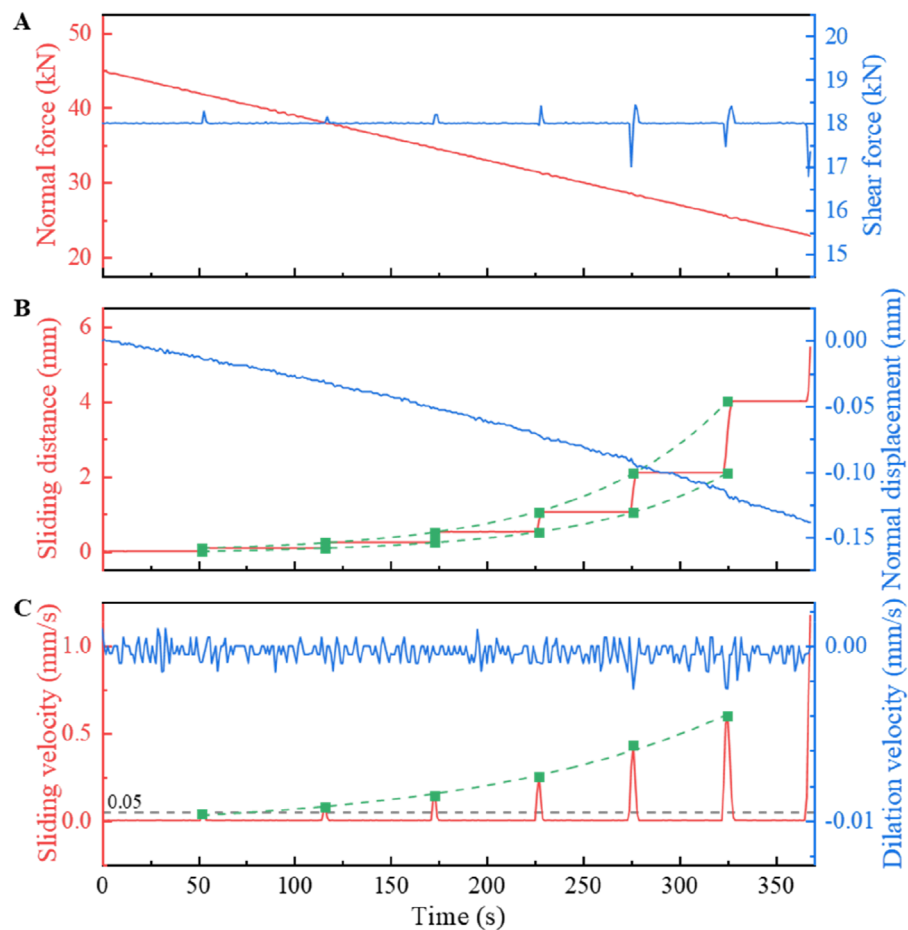 A
Normal force (kN)
50
40
30
20
20
19
18
17
16
15
Shear force (kN)
B
Sliding distance (mm)
6
4
2
0
0.00
-0.05
-0.10
-0.15
Normal displacement (mm)
C
Sliding velocity (mm/s)
1.0
0.5
0.0
0.05
0.00
-0.01
Dilation velocity (mm/s)
0 50 100 150 200 250 300 350
Time (s)